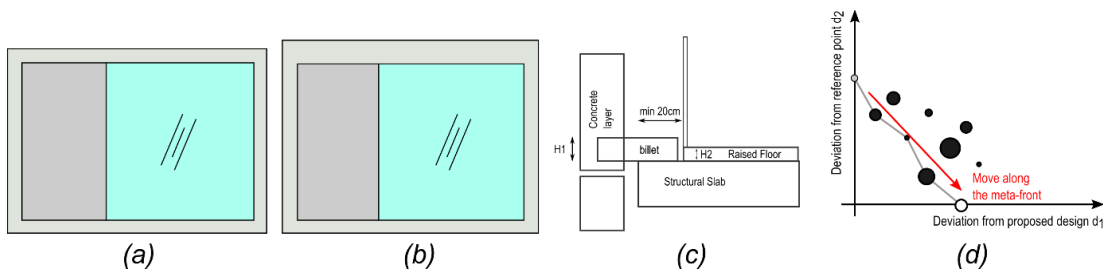 Concrete
layer
min 20cm
H1
billet
H2
Raised Floor
Structural Slab
Deviation from reference point d2
Move along
the meta-front
Deviation from proposed design d1
(a)
(b)
(c)
(d)